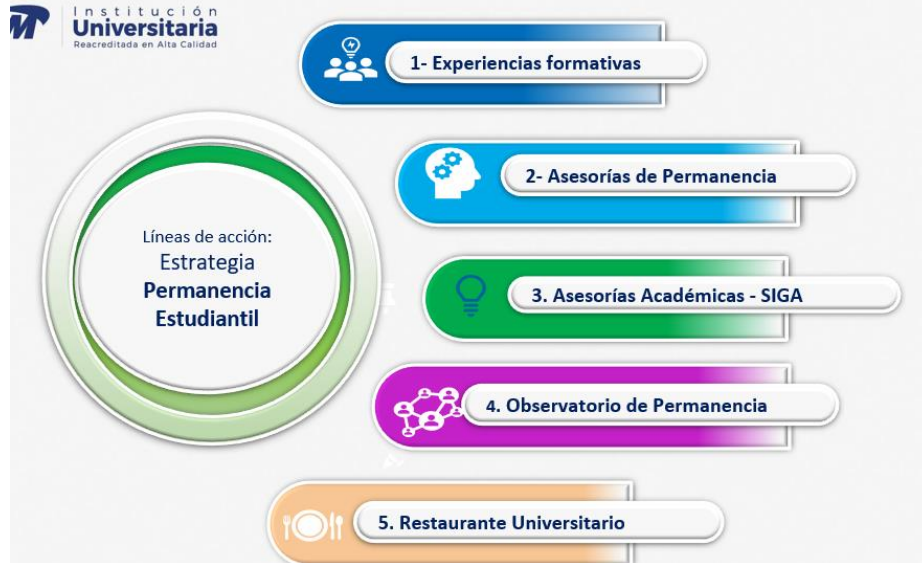 Institución
Universitaria
Reacreditada en Alta Calidad
1- Experiencias formativas
2- Asesorías de Permanencia
Líneas de acción:
Estrategia
Permanencia
Estudiantil
3. Asesorías Académicas - SIGA
4. Observatorio de Permanencia
5. Restaurante Universitario